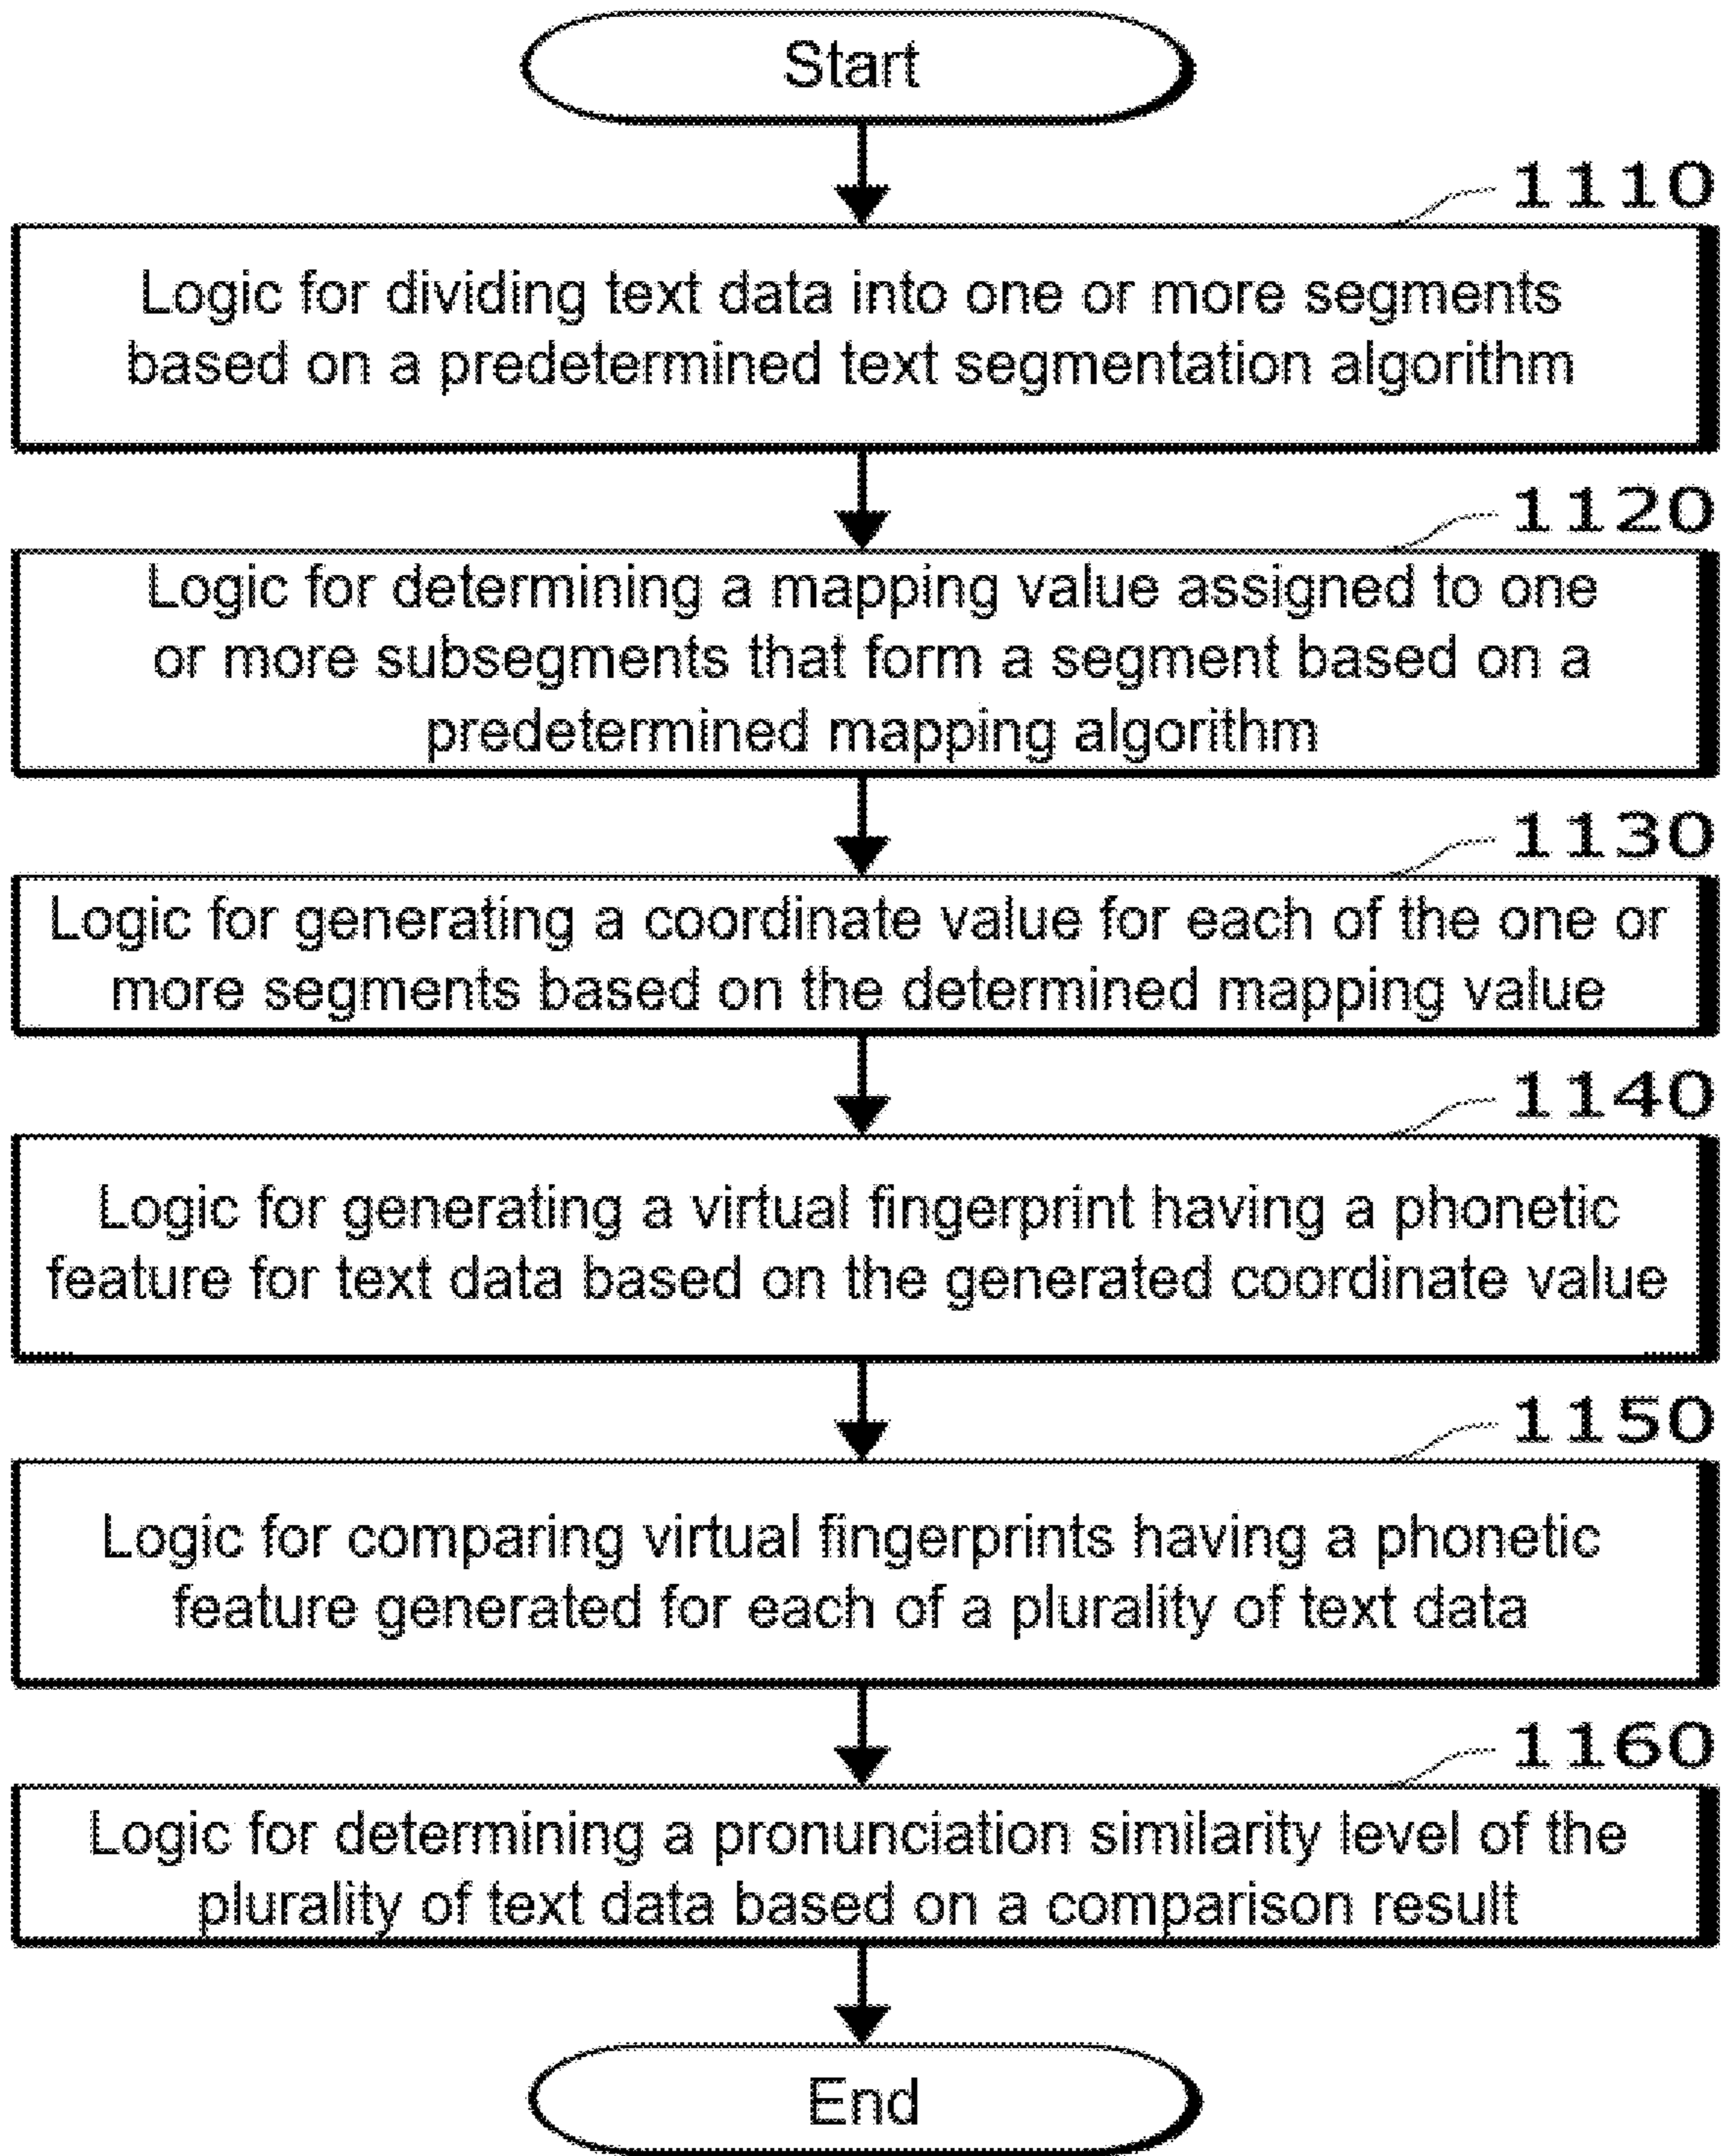 Start
1110
Logic for dividing text data into one or more segments
based on a predetermined text segmentation algorithm
1120
Logic for determining a mapping value assigned to one
or more subsegments that form a segment based on a
predetermined mapping algorithm
1130
Logic for generating a coordinate value for each of the one or
more segments based on the determined mapping value
1140
Logic for generating a virtual fingerprint having a phonetic
feature for text data based on the generated coordinate value
1150
Logic for comparing virtual fingerprints having a phonetic
feature generated for each of a plurality of text data
1160
Logic for determining a pronunciation similarity level of the
plurality of text data based on a comparison result
End